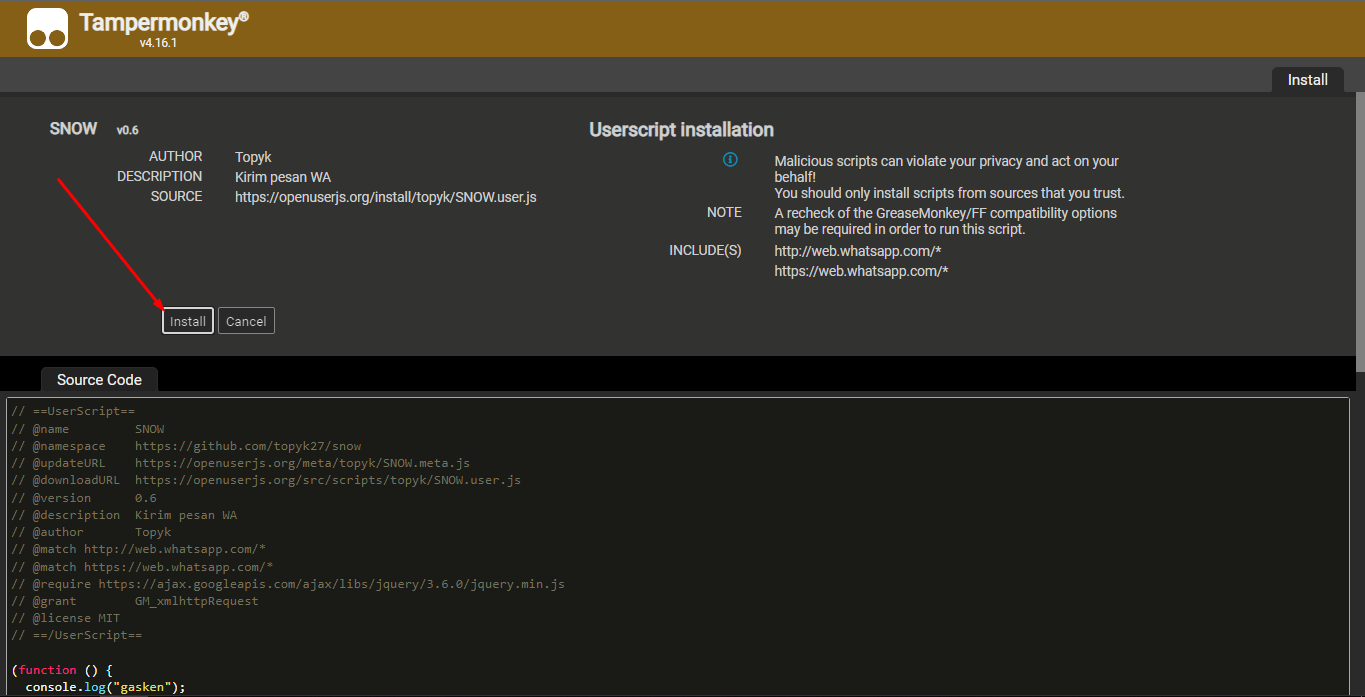 Tampermonkey®
v4.16.1
Install
SNOW v0.6
AUTHOR Topyk
DESCRIPTION Kirim pesan WA
SOURCE https://openuserjs.org/install/topyk/SNOW.user.js
Userscript installation
Malicious scripts can violate your privacy and act on your
behalf!
You should only install scripts from sources that you trust.
NOTE A recheck of the GreaseMonkey/FF compatibility options
may be required in order to run this script.
INCLUDE(S) http://web.whatsapp.com/*
https://web.whatsapp.com/*
Install Cancel
Source Code
// ==UserScript==
// @name SNOW
// @namespace https://github.com/topyk27/snow
// @updateURL https://openuserjs.org/meta/topyk/SNOW.meta.js
// @downloadURL https://openuserjs.org/src/scripts/topyk/SNOW.user.js
// @version 0.6
// @description Kirim pesan WA
// @author Topyk
// @match http://web.whatsapp.com/*
// @match https://web.whatsapp.com/*
// @require https://ajax.googleapis.com/ajax/libs/jquery/3.6.0/jquery.min.js
// @grant GM_xmlhttpRequest
// @license MIT
// ==/UserScript==
(function () {
console.log("gasken");